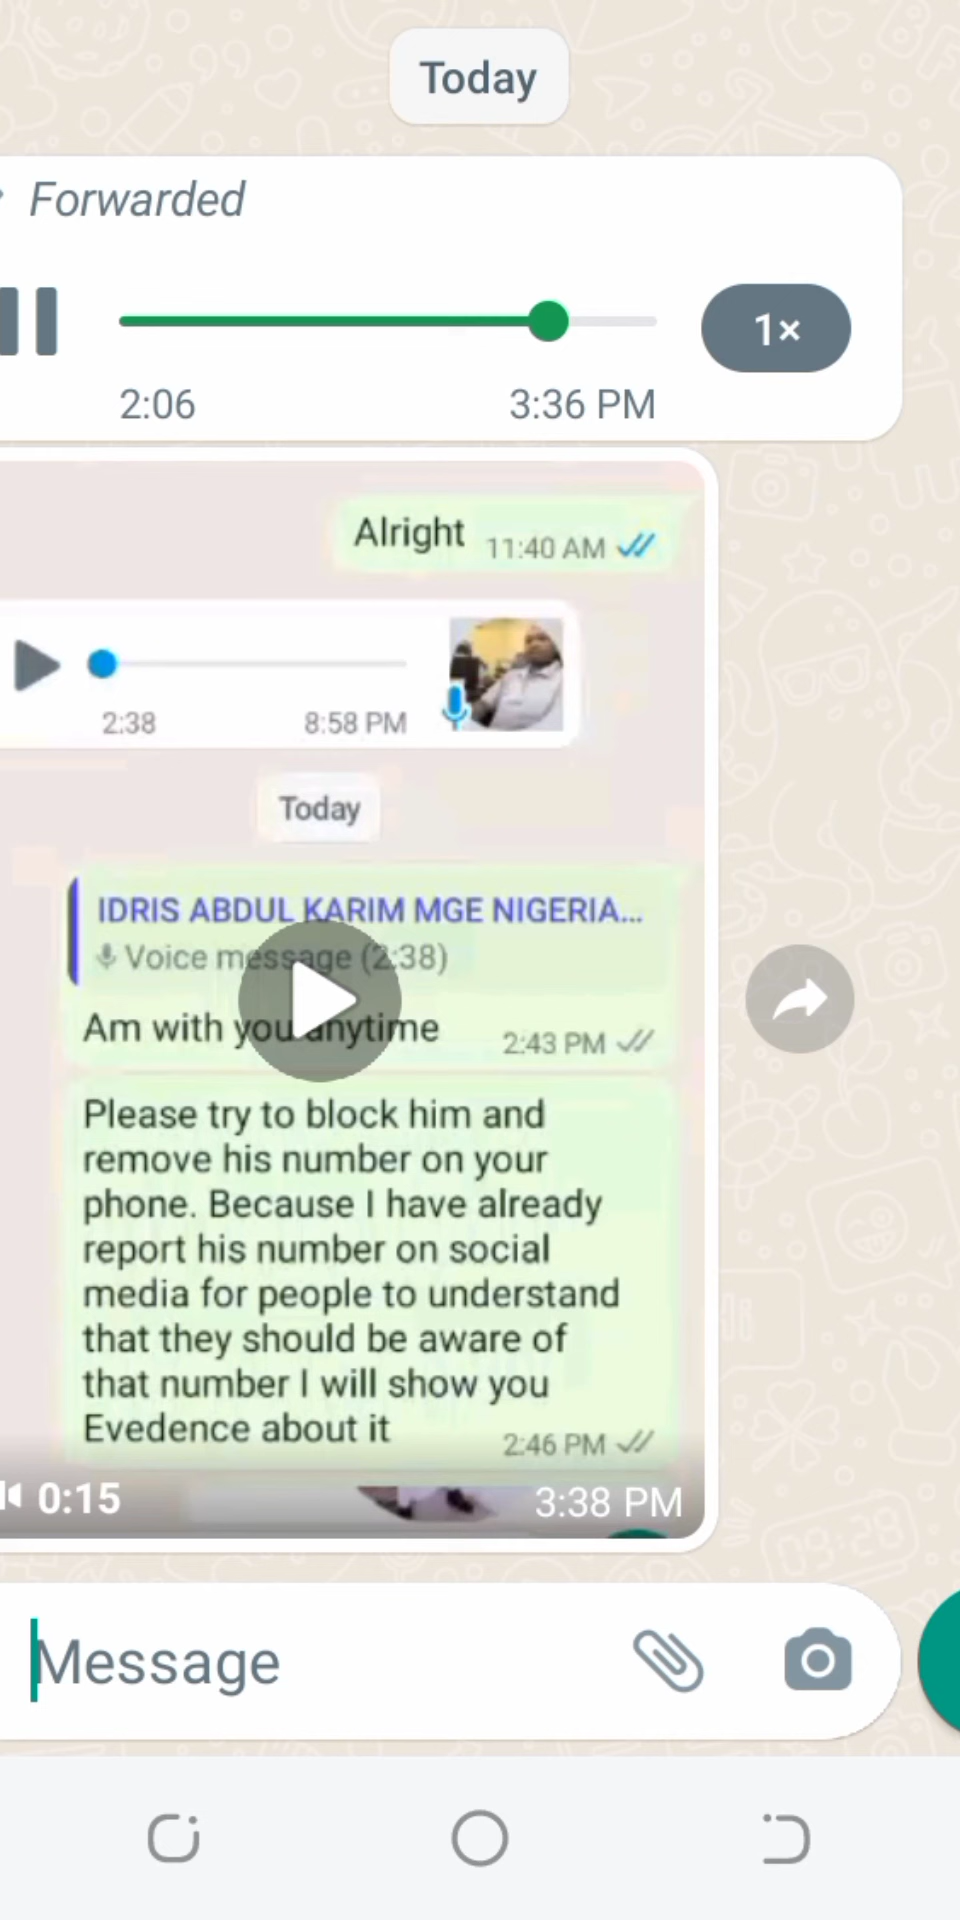 Today
Forwarded
1×
2:06
3:36 PM
Alright
11:40 AM
2:38
8:58 PM
Today
IDRIS ABDUL KARIM MGE NIGERIA...
Voice message (2:38)
Am with you anytime
2:43 PM
Please try to block him and
remove his number on your
phone. Because I have already
report his number on social
media for people to understand
that they should be aware of
that number I will show you
Evedence about it
2:46 PM
0:15
3:38 PM
Message